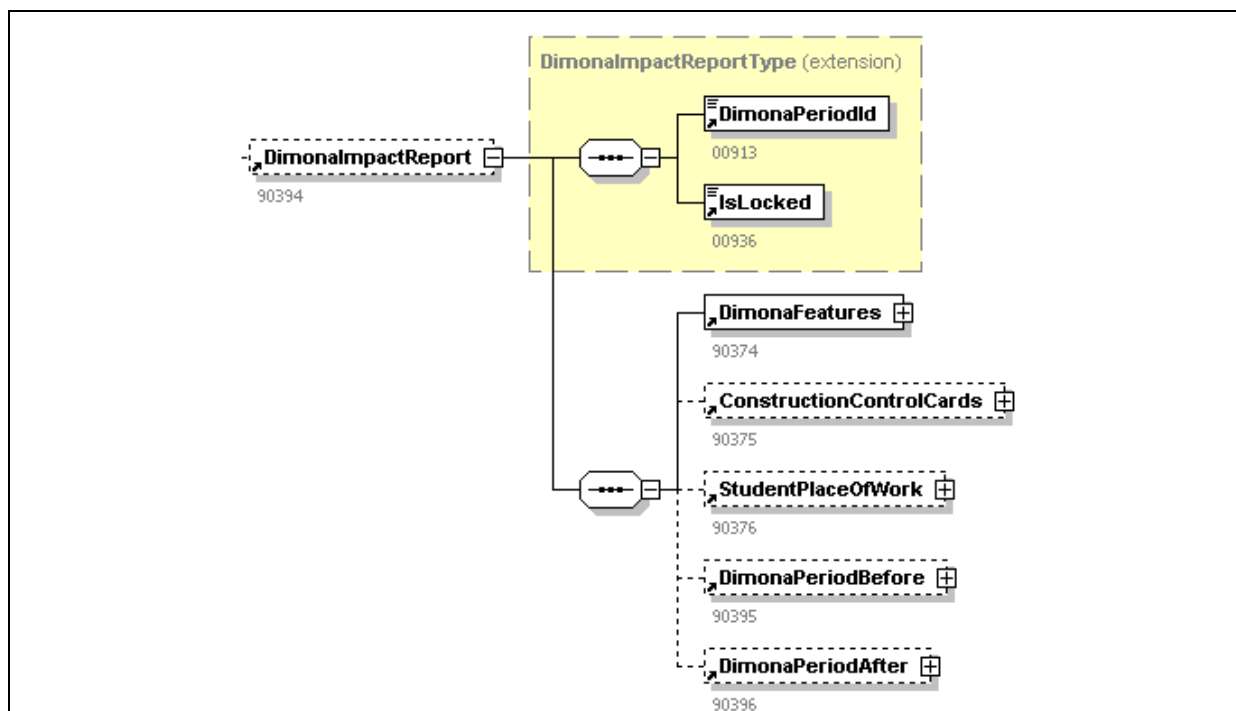 DimonaImpactReportType (extension)
DimonaPeriodId
00913
DimonaImpactReport
90394
IsLocked
00936
DimonaFeatures
90374
ConstructionControlCards
90375
StudentPlaceOfWork
90376
DimonaPeriodBefore
90395
DimonaPeriodAfter
90396